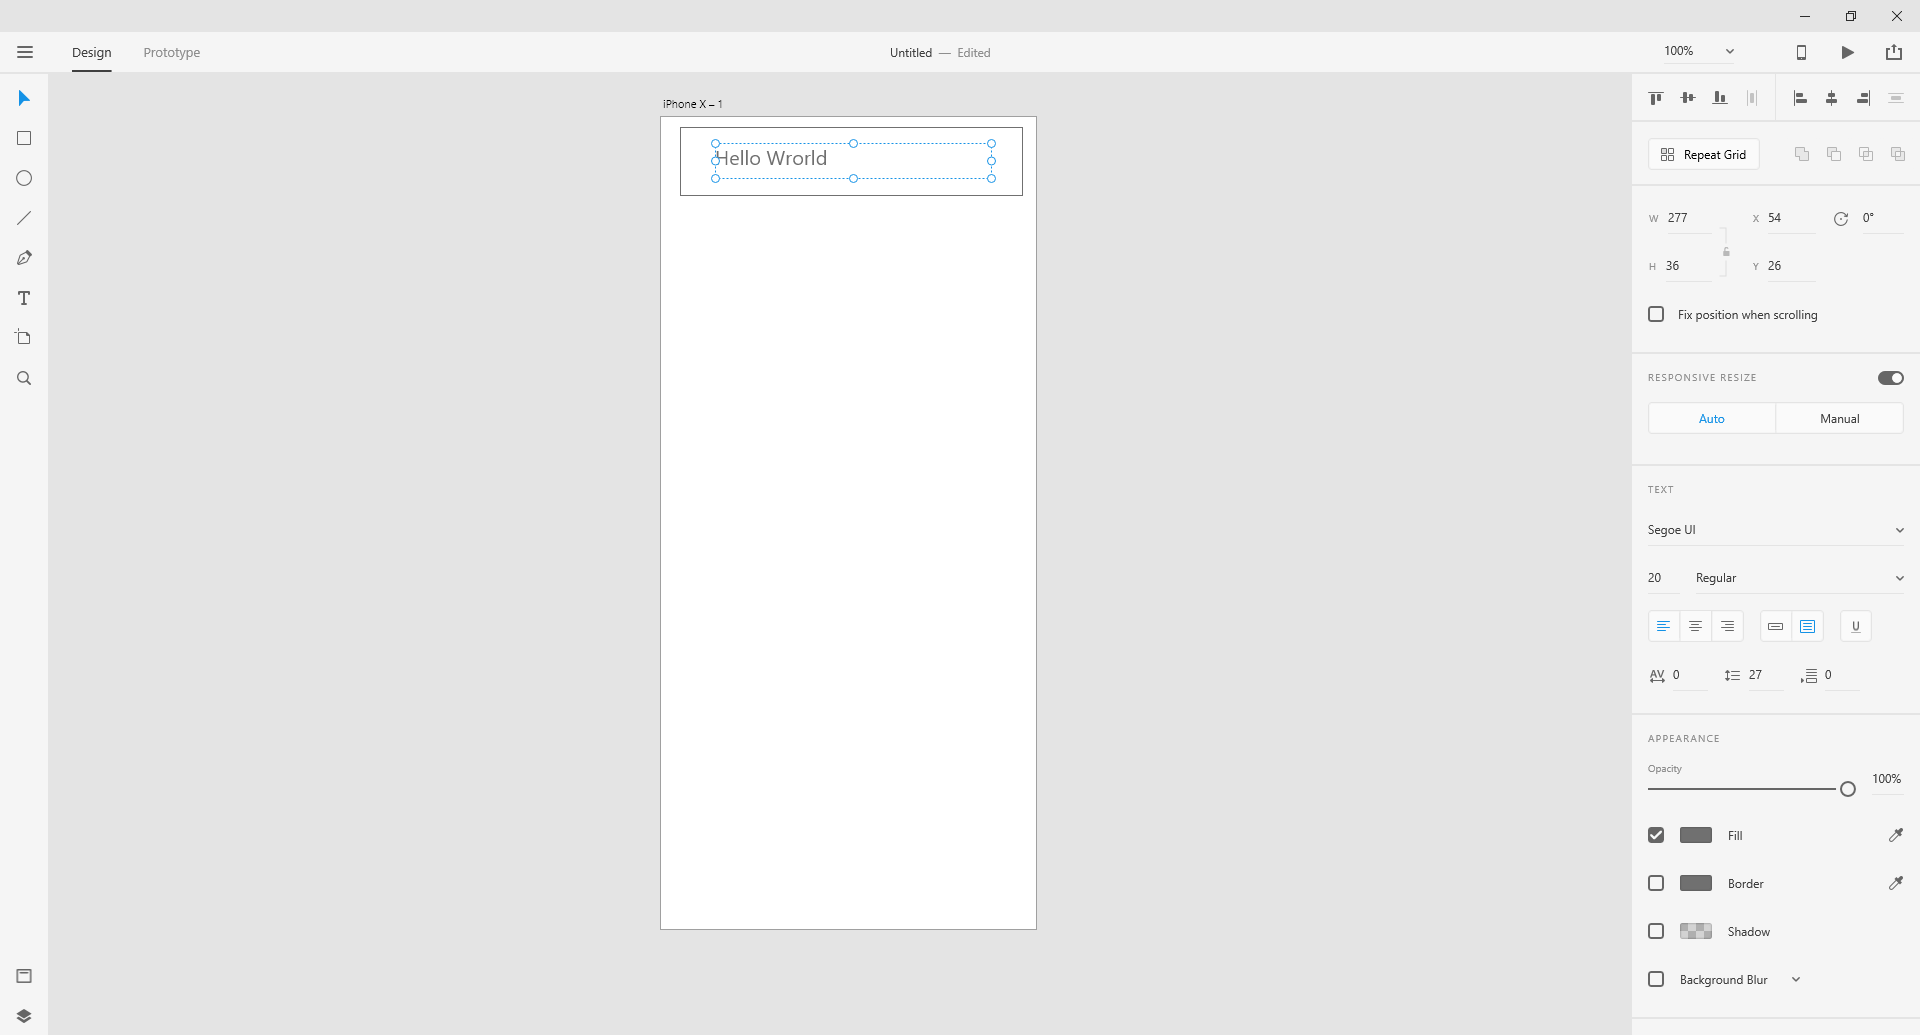 Design Prototype Untitled — Edited 100%
iPhone X – 1
Hello Wrorld
Repeat Grid
W 277 X 54 0°
H 36 Y 26
Fix position when scrolling
RESPONSIVE RESIZE
Auto Manual
TEXT
Segoe UI
20 Regular
U
AV 0 27 0
APPEARANCE
Opacity
100%
Fill
Border
Shadow
Background Blur